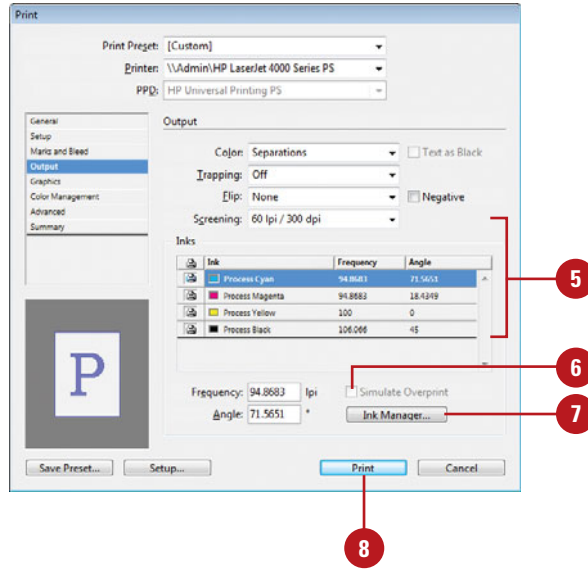 Print
Print Preset: [Custom]
Printer: \\Admin\HP LaserJet 4000 Series PS
PPD: HP Universal Printing PS
General
Setup
Marks and Bleed
Output
Graphics
Color Management
Advanced
Summary
Output
Color: Separations Text as Black
Trapping: Off
Flip: None Negative
Screening: 60 lpi / 300 dpi
Inks
Ink Frequency Angle
Process Cyan 94.8683 71.5651
Process Magenta 94.8683 18.4349
Process Yellow 100 0
Process Black 106.066 45
5
P
Frequency: 94.8683 lpi Simulate Overprint
6
Angle: 71.5651 ° Ink Manager...
7
Save Preset... Setup... Print Cancel
8